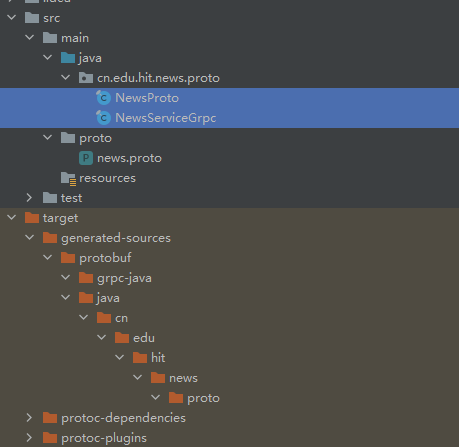 src
main
java
cn.edu.hit.news.proto
NewsProto
NewsServiceGrpc
proto
news.proto
resources
test
target
generated-sources
protobuf
grpc-java
java
cn
edu
hit
news
proto
protoc-dependencies
protoc-plugins